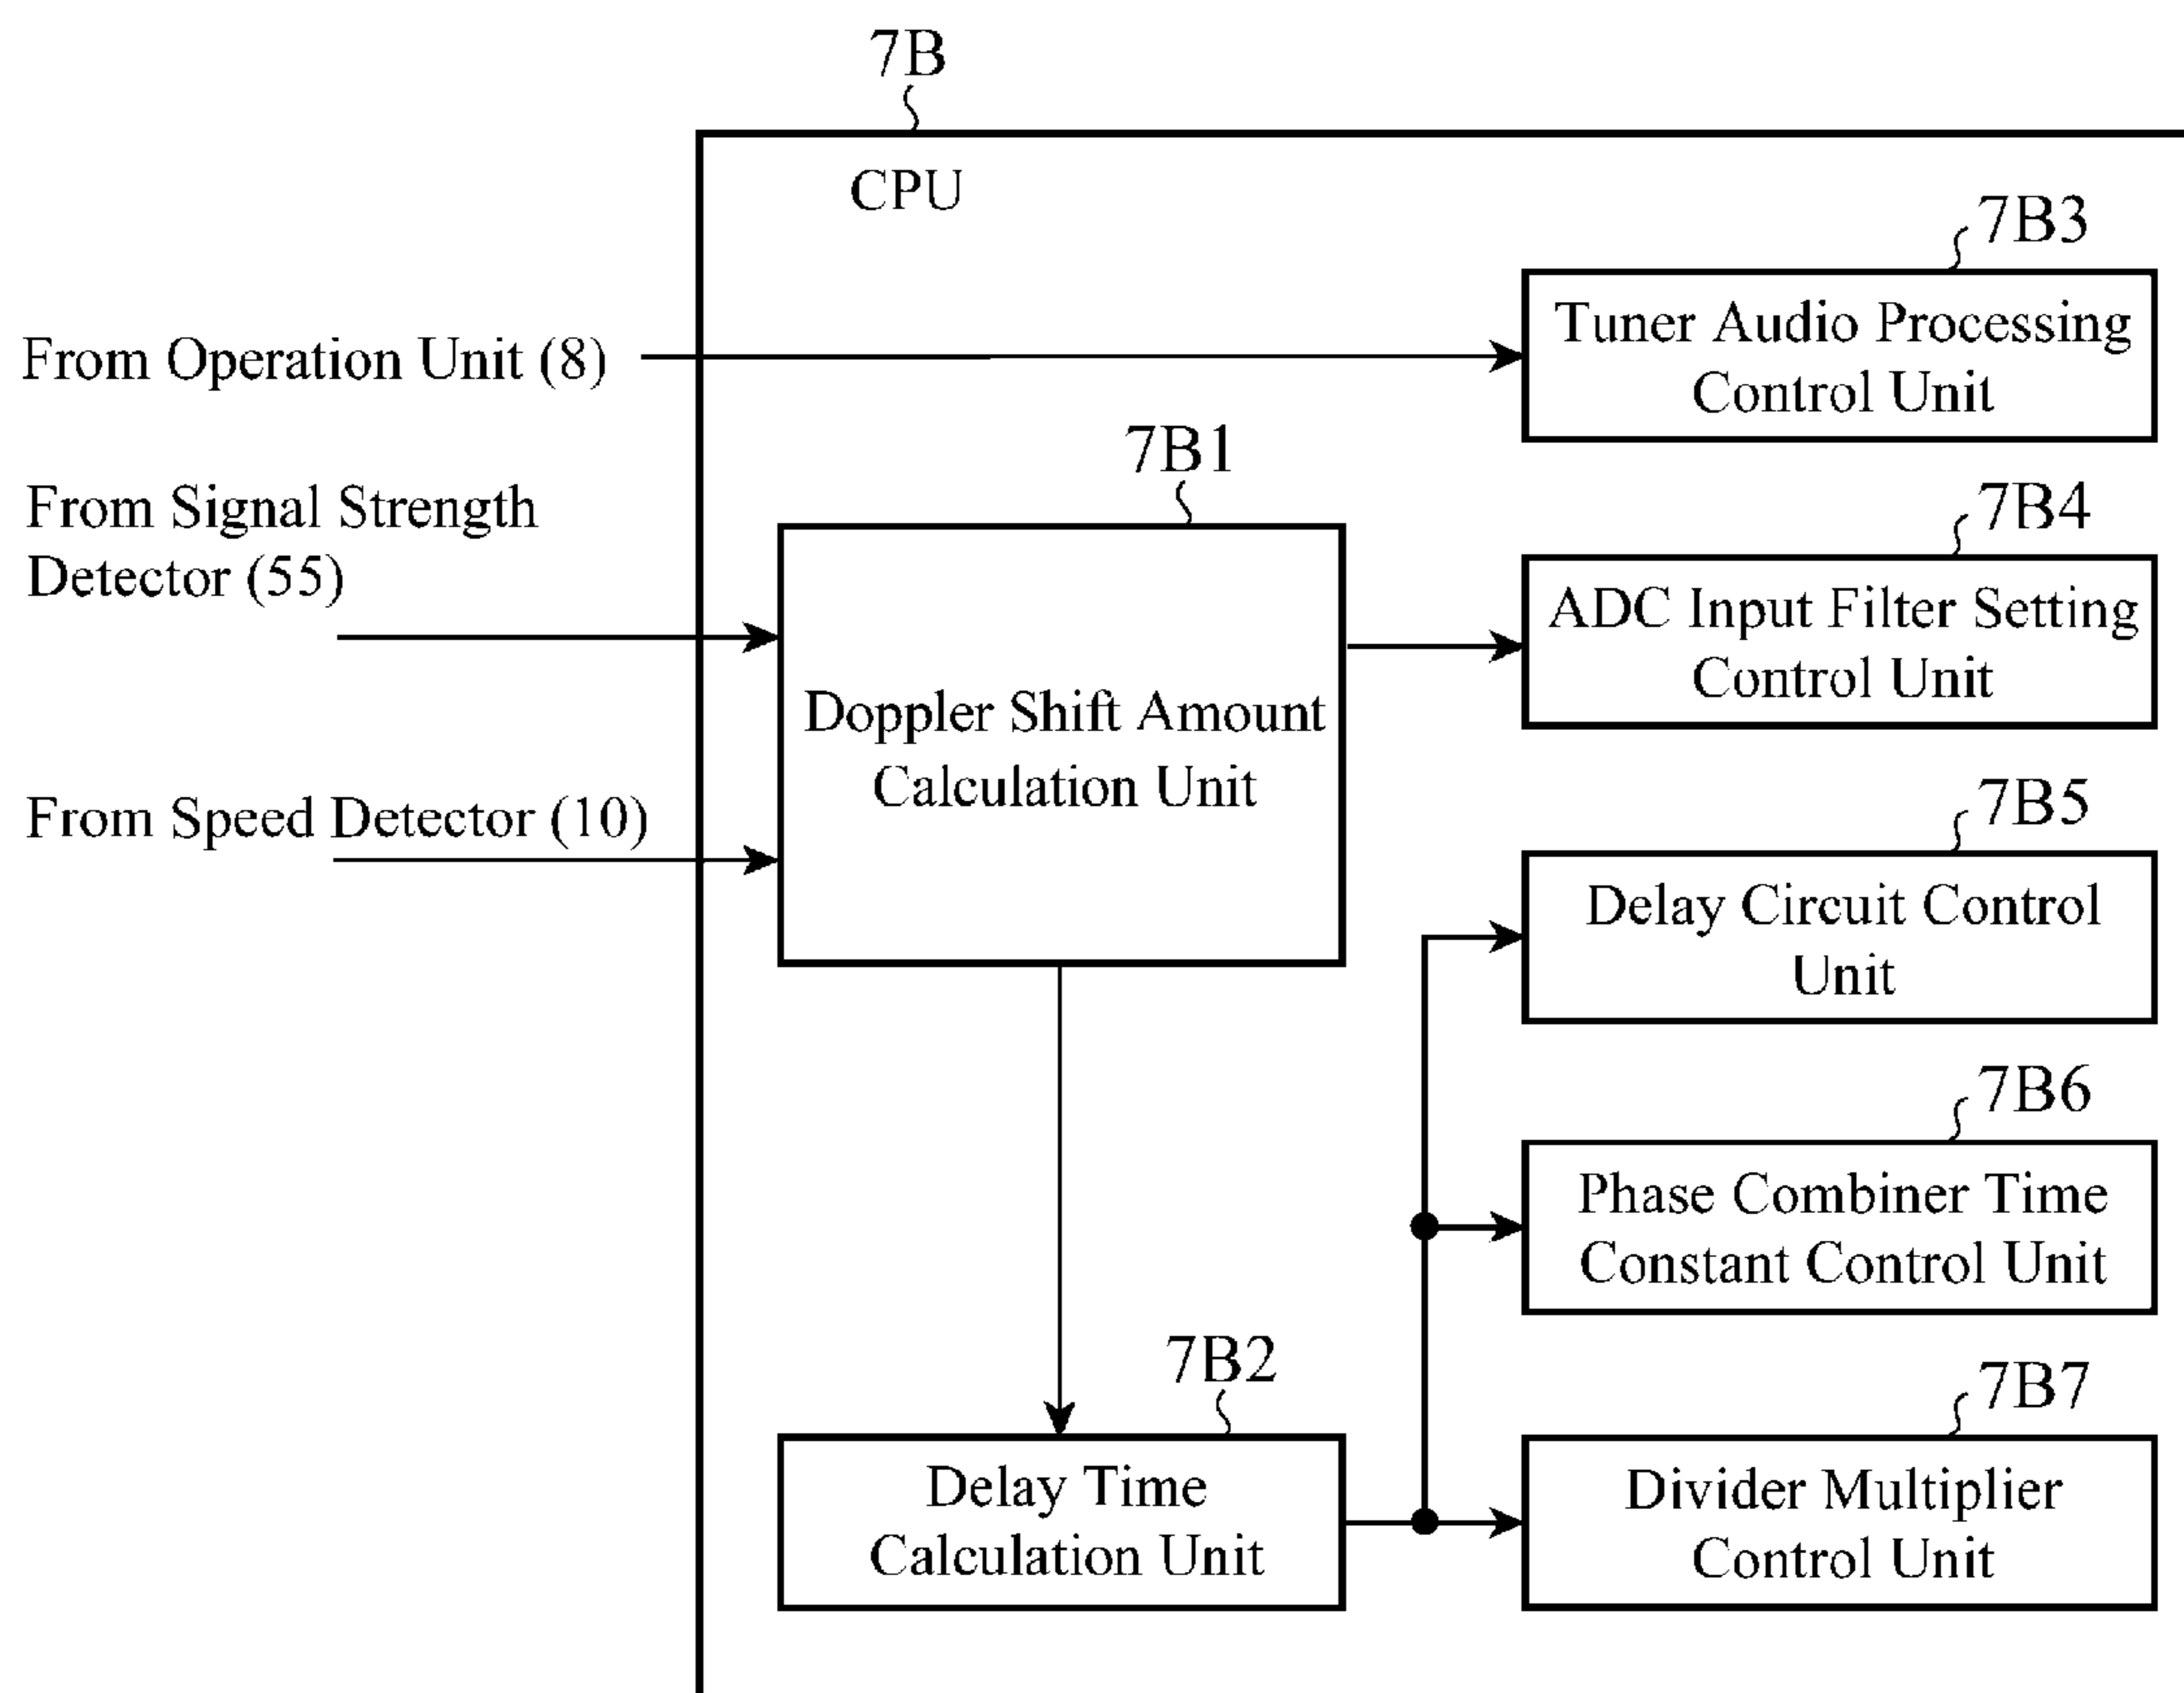 7B
CPU
7B3
Tuner Audio Processing
Control Unit
From Operation Unit (8)
7B1
From Signal Strength
Detector (55)
7B4
ADC Input Filter Setting
Control Unit
Doppler Shift Amount
Calculation Unit
From Speed Detector (10)
7B5
Delay Circuit Control
Unit
7B6
Phase Combiner Time
Constant Control Unit
7B2
Delay Time
Calculation Unit
7B7
Divider Multiplier
Control Unit